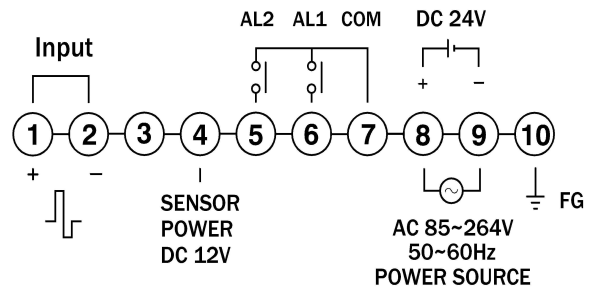 AL2 AL1 COM DC 24V
Input
+ −
1 2 3 4 5 6 7 8 9 10
+ −
SENSOR
POWER
DC 12V
FG
AC 85~264V
50~60Hz
POWER SOURCE